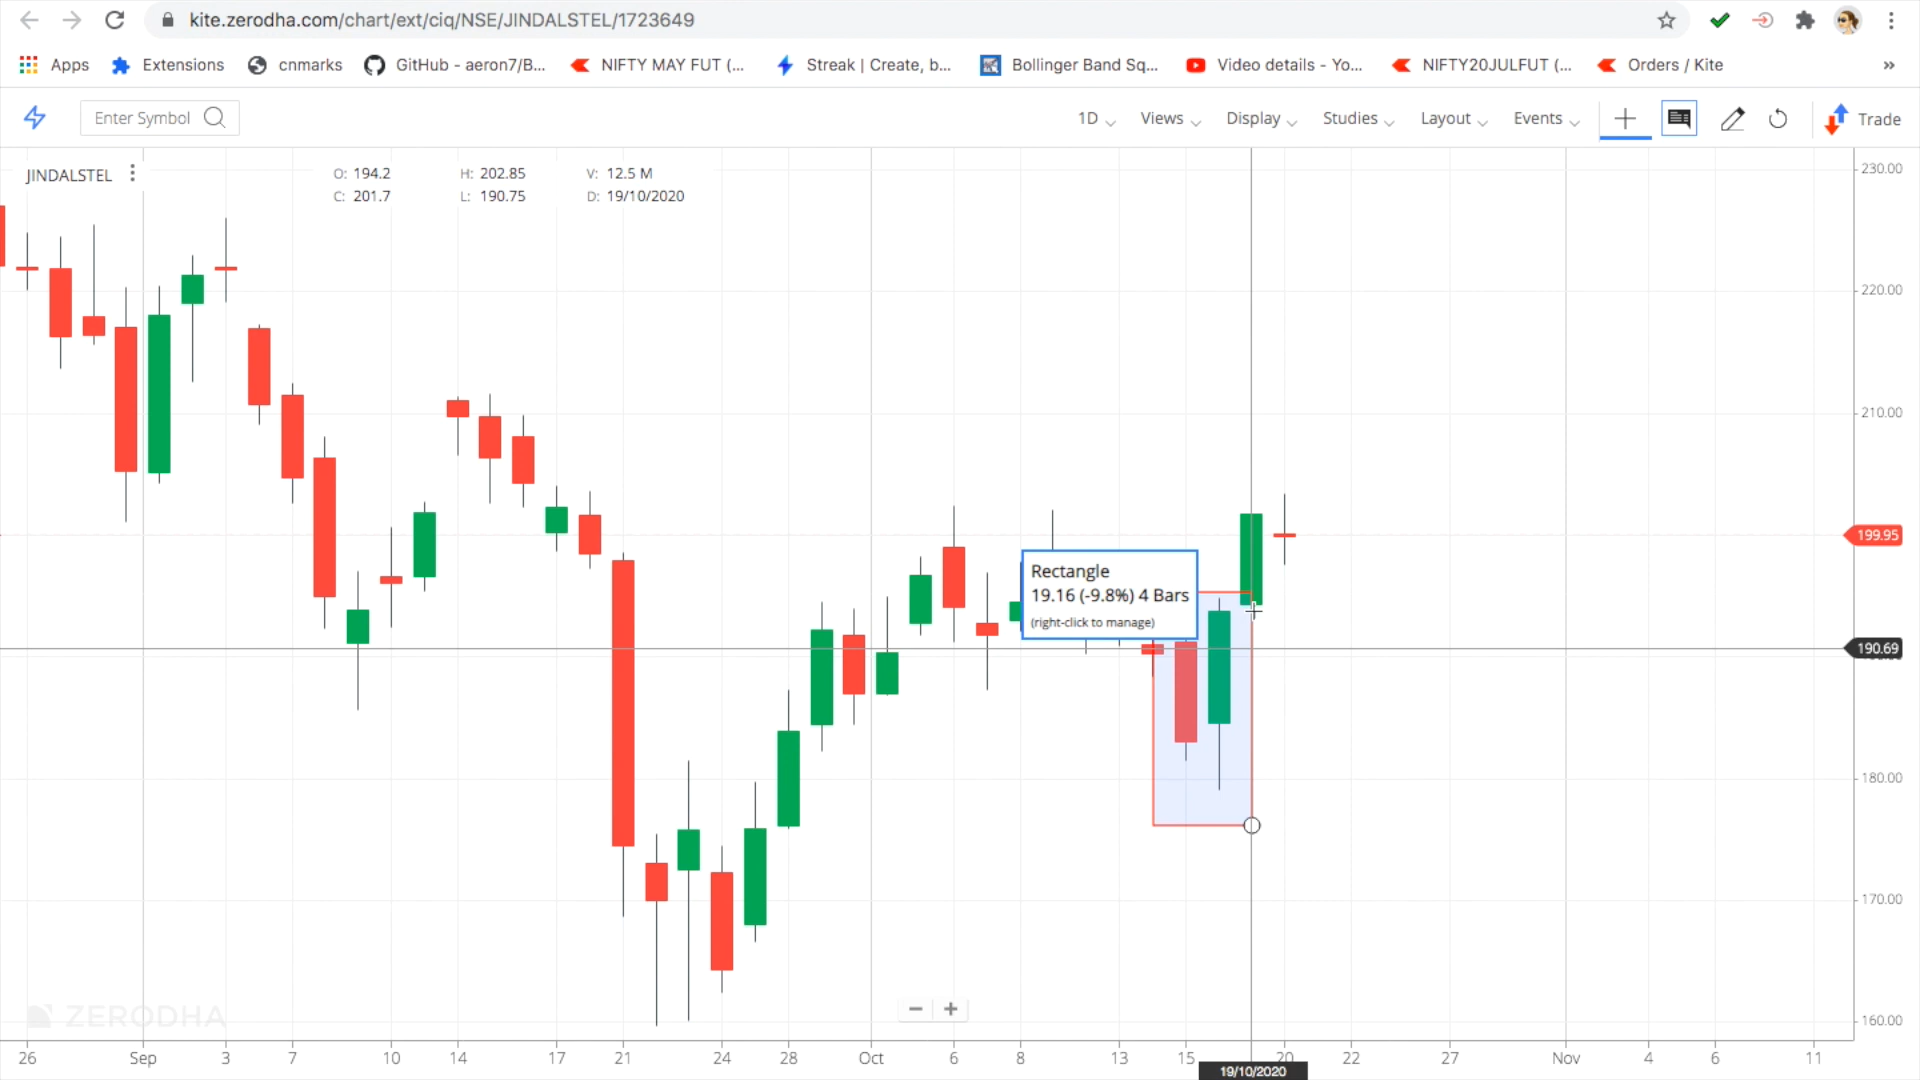 kite.zerodha.com/chart/ext/ciq/NSE/JINDALSTEL/1723649
Apps Extensions cnmarks GitHub - aeron7/B... NIFTY MAY FUT (... Streak | Create, b... Bollinger Band Sq... Video details - Yo... NIFTY20JULFUT (... Orders / Kite »
Enter Symbol 1D Views Display Studies Layout Events Trade
JINDALSTEL O: 194.2 H: 202.85 V: 12.5 M
C: 201.7 L: 190.75 D: 19/10/2020
230.00
220.00
210.00
199.95
Rectangle
19.16 (-9.8%) 4 Bars
(right-click to manage)
190.69
180.00
170.00
ZERODHA
160.00
26 Sep 3 7 10 14 17 21 24 28 Oct 6 8 13 15 20 22 27 Nov 4 6 11
19/10/2020